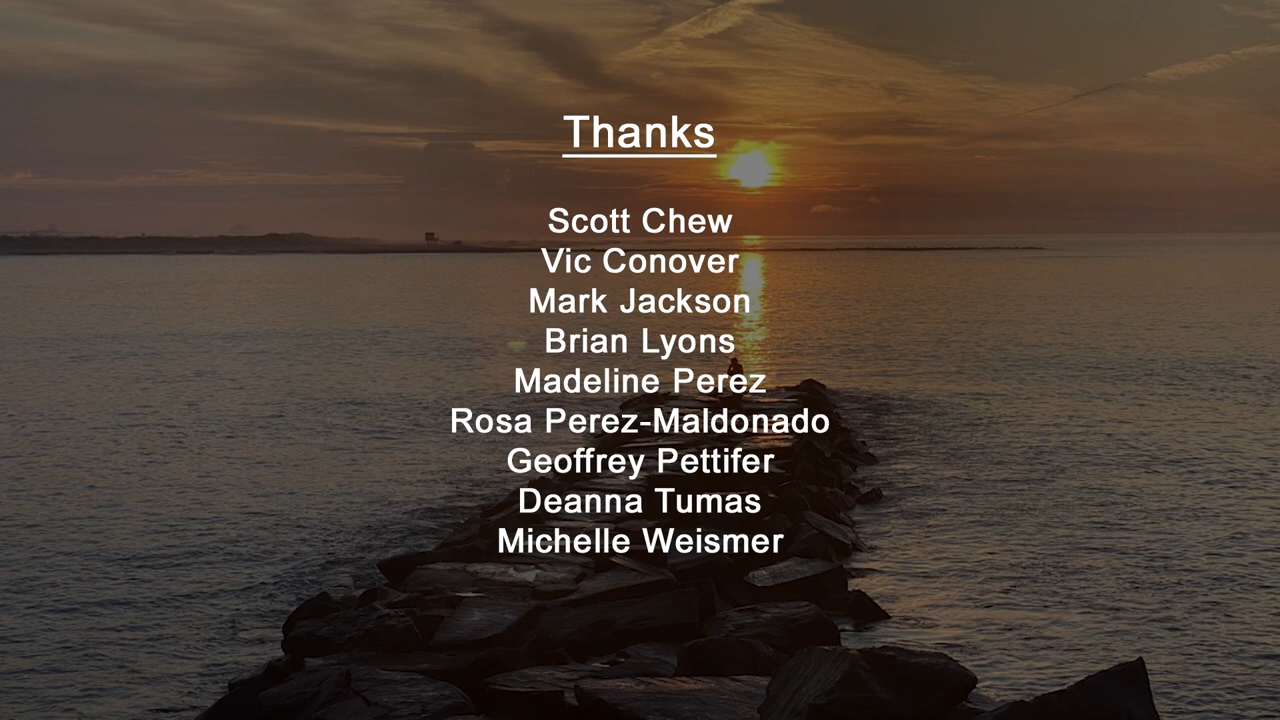 Thanks
Scott Chew
Vic Conover
Mark Jackson
Brian Lyons
Madeline Perez
Rosa Perez-Maldonado
Geoffrey Pettifer
Deanna Tumas
Michelle Weismer